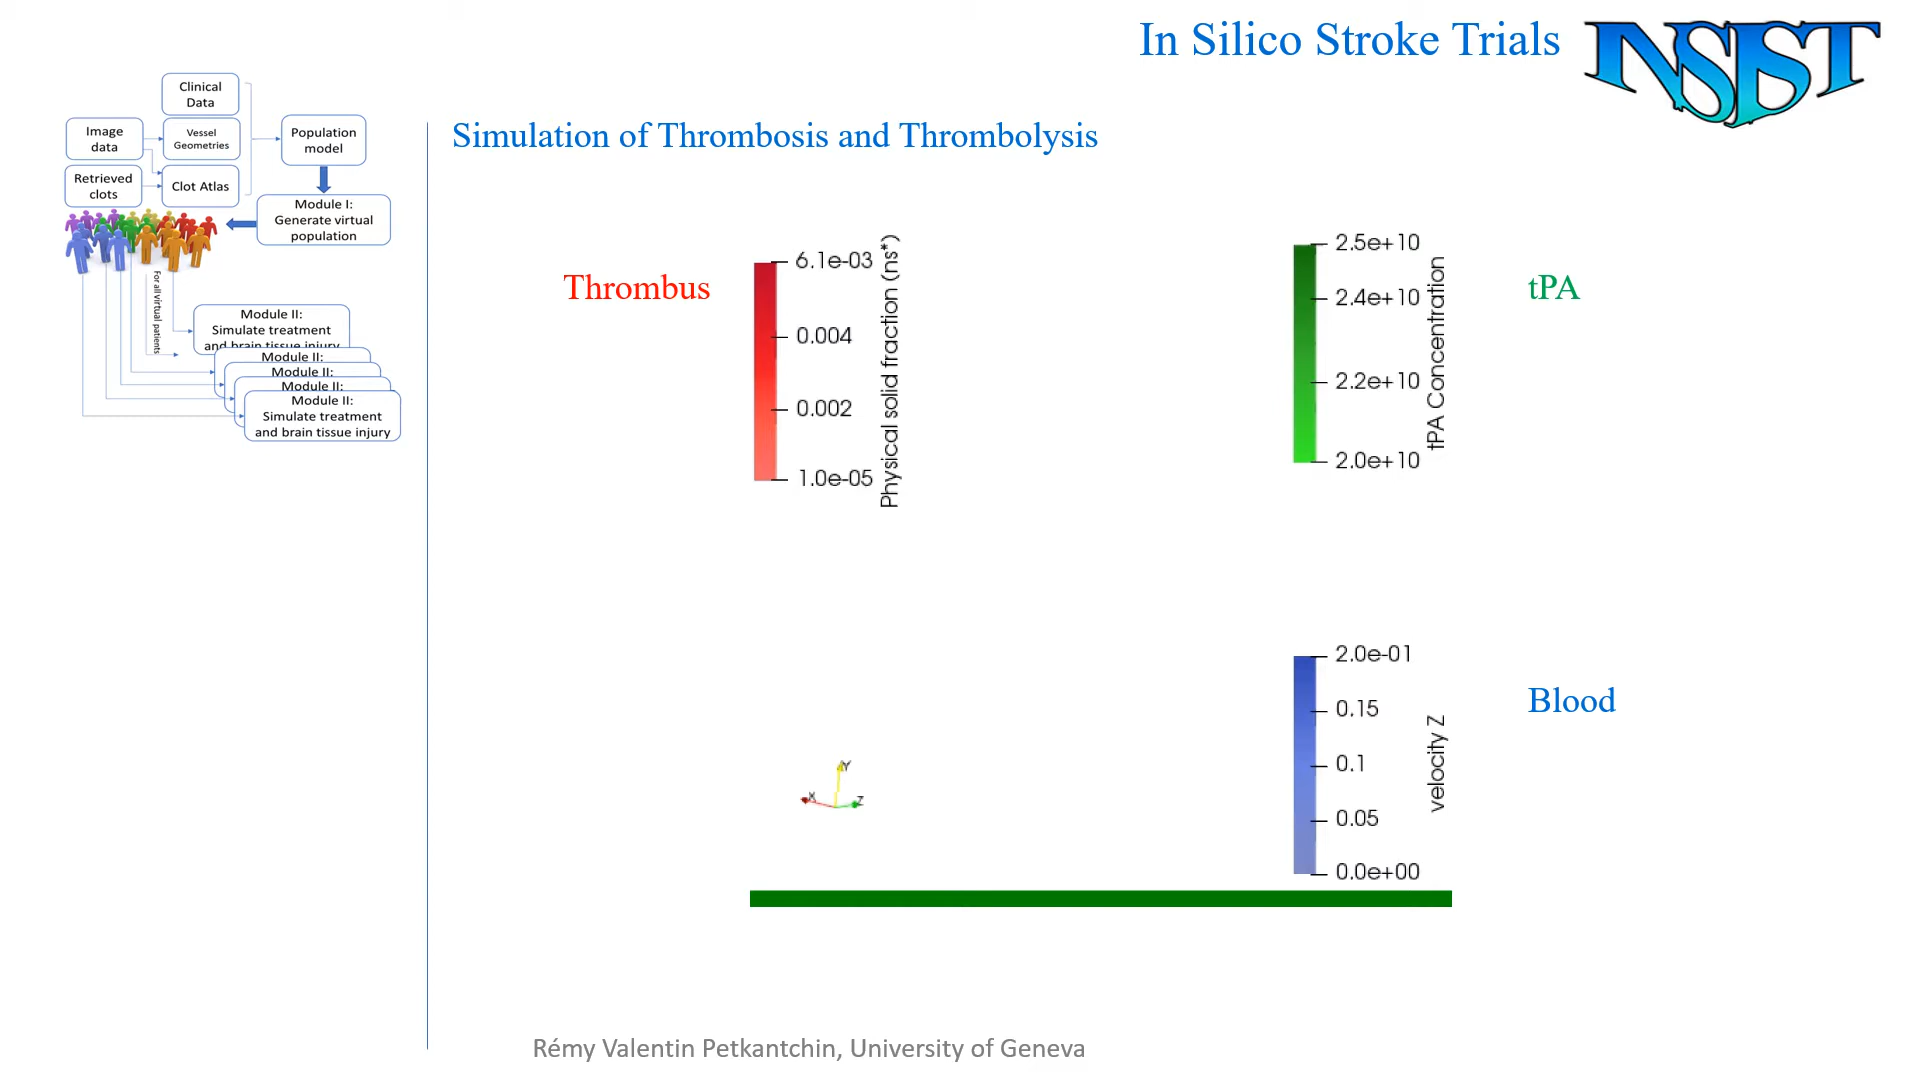 In Silico Stroke Trials
INSIST
Clinical
Data
Image
data
Vessel
Geometries
Population
model
Retrieved
clots
Clot Atlas
Module I:
Generate virtual
population
For all virtual patients
Module II:
Simulate treatment
and brain tissue injury
Module II:
Module II:
Module II:
Module II:
Simulate treatment
and brain tissue injury
Simulation of Thrombosis and Thrombolysis
Thrombus
6.1e-03
0.004
0.002
1.0e-05
Physical solid fraction (ns*)
2.5e+10
2.4e+10
2.2e+10
2.0e+10
tPA Concentration
tPA
2.0e-01
0.15
0.1
0.05
0.0e+00
velocity Z
Blood
Y
X
Z
Rémy Valentin Petkantchin, University of Geneva